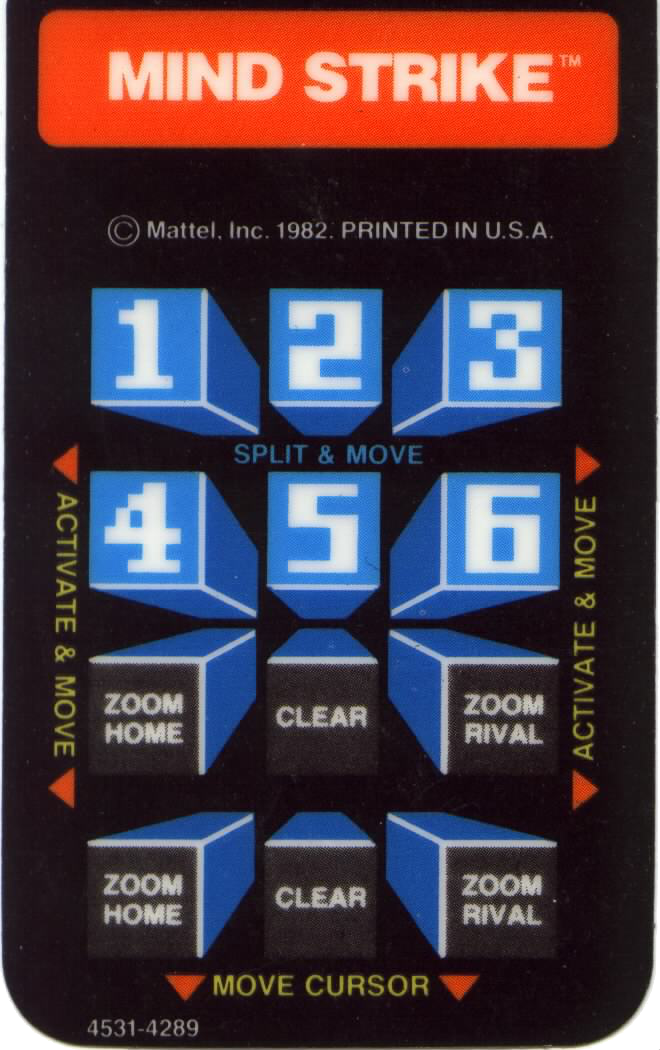 MIND STRIKE™
© Mattel, Inc. 1982. PRINTED IN U.S.A.
1 2 3
SPLIT & MOVE
4 5 6
ACTIVATE & MOVE
ACTIVATE & MOVE
ZOOM HOME
CLEAR
ZOOM RIVAL
ZOOM HOME
CLEAR
ZOOM RIVAL
MOVE CURSOR
4531-4289